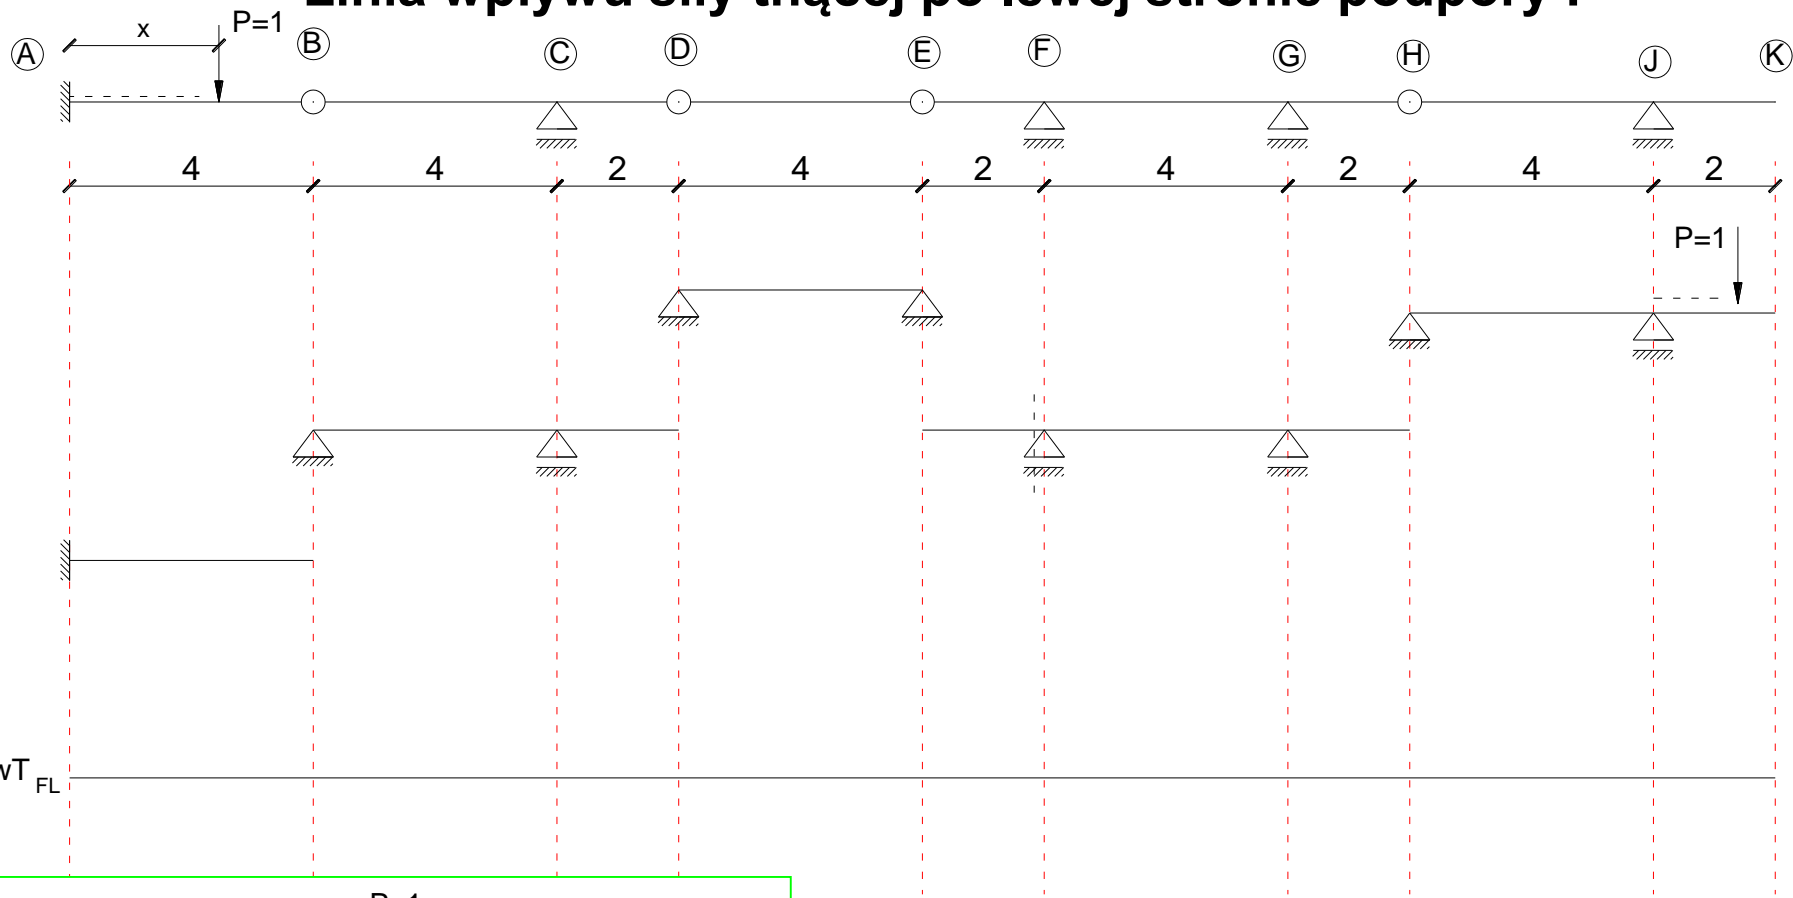 Linia wpływu siły tnącej po lewej stronie podpory F
x P=1
A B C D E F G H J K
4 4 2 4 2 4 2 4 2
P=1
wT FL
P=1